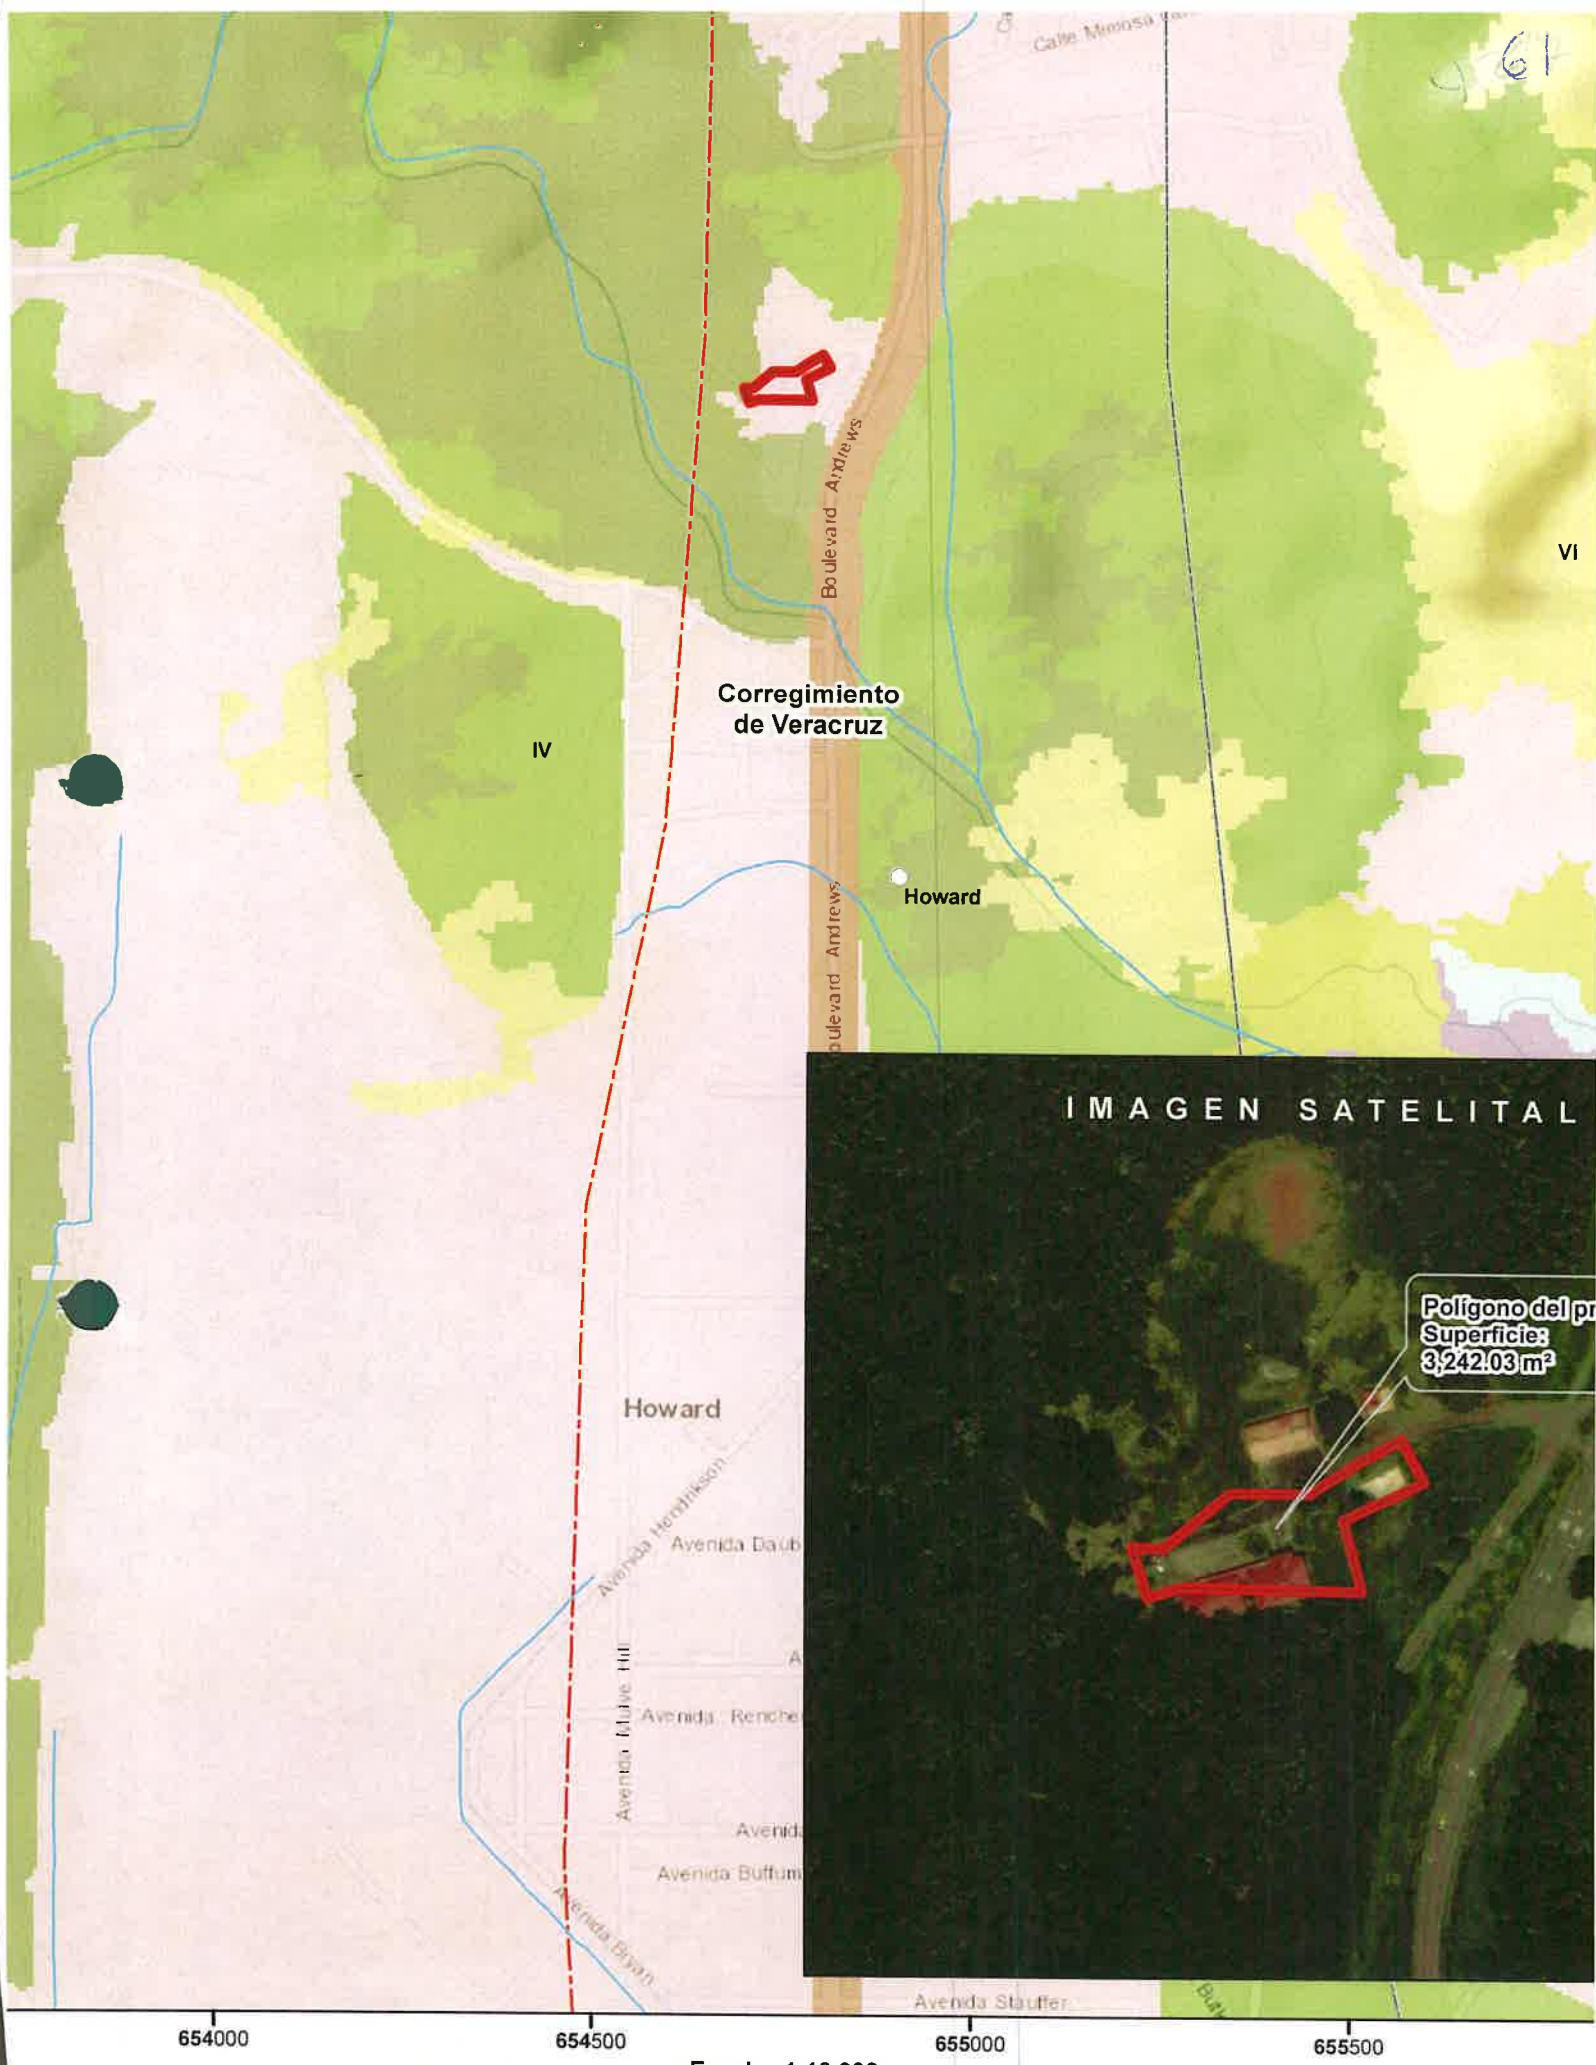 61
Calle Mimosa
Boulevard Andrews
VI
Corregimiento
de Veracruz
IV
Howard
oulevard Andrews
IMAGEN SATELITAL
Polígono del pr
Superficie:
3,242.03 m²
Howard
Avenida Hendrikson
Avenida Daub
A
Avenida Mulve Hill
Avenida Renche
Avenida
Avenida Buffum
Avenida Bryan
Avenida Stauffer
654000
654500
655000
655500